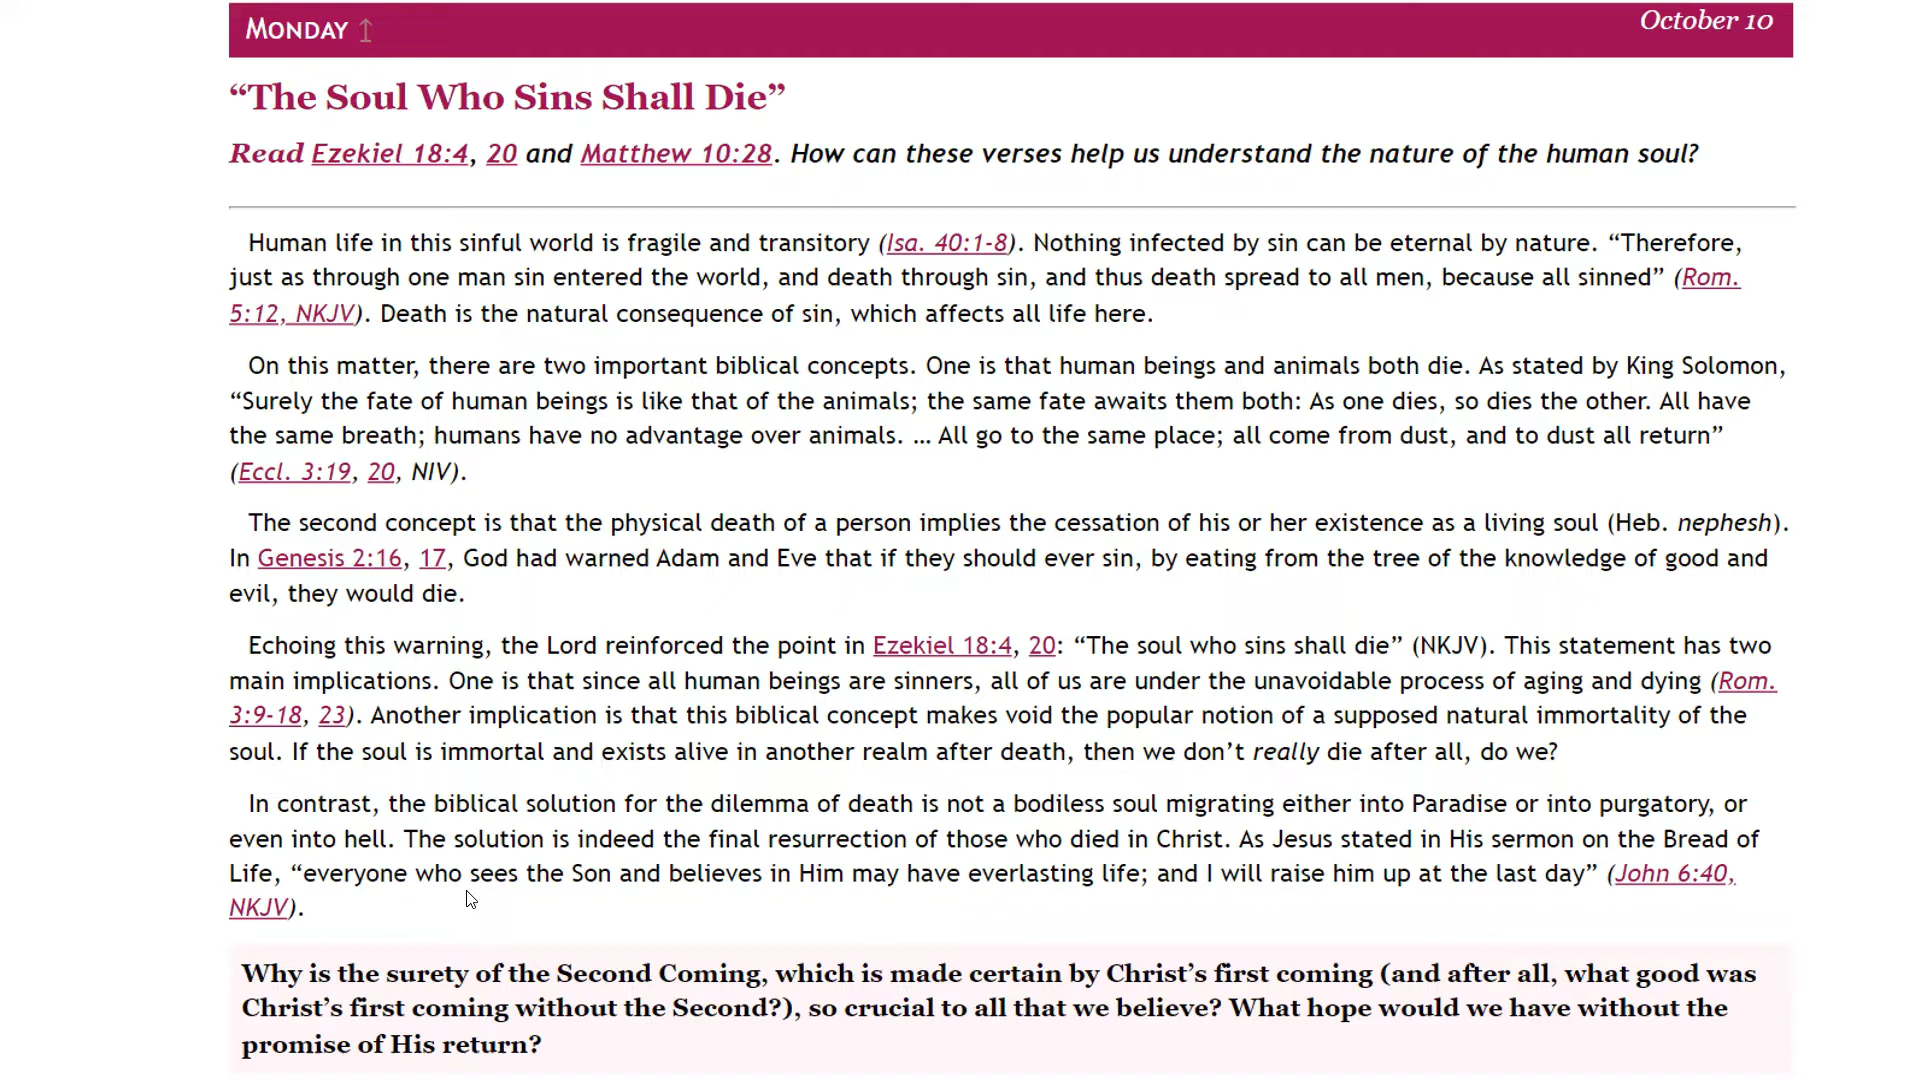 MONDAY ↥ October 10
“The Soul Who Sins Shall Die”
Read Ezekiel 18:4, 20 and Matthew 10:28. How can these verses help us understand the nature of the human soul?
Human life in this sinful world is fragile and transitory (Isa. 40:1-8). Nothing infected by sin can be eternal by nature. “Therefore,
just as through one man sin entered the world, and death through sin, and thus death spread to all men, because all sinned” (Rom.
5:12, NKJV). Death is the natural consequence of sin, which affects all life here.
On this matter, there are two important biblical concepts. One is that human beings and animals both die. As stated by King Solomon,
“Surely the fate of human beings is like that of the animals; the same fate awaits them both: As one dies, so dies the other. All have
the same breath; humans have no advantage over animals. … All go to the same place; all come from dust, and to dust all return”
(Eccl. 3:19, 20, NIV).
The second concept is that the physical death of a person implies the cessation of his or her existence as a living soul (Heb. nephesh).
In Genesis 2:16, 17, God had warned Adam and Eve that if they should ever sin, by eating from the tree of the knowledge of good and
evil, they would die.
Echoing this warning, the Lord reinforced the point in Ezekiel 18:4, 20: “The soul who sins shall die” (NKJV). This statement has two
main implications. One is that since all human beings are sinners, all of us are under the unavoidable process of aging and dying (Rom.
3:9-18, 23). Another implication is that this biblical concept makes void the popular notion of a supposed natural immortality of the
soul. If the soul is immortal and exists alive in another realm after death, then we don’t really die after all, do we?
In contrast, the biblical solution for the dilemma of death is not a bodiless soul migrating either into Paradise or into purgatory, or
even into hell. The solution is indeed the final resurrection of those who died in Christ. As Jesus stated in His sermon on the Bread of
Life, “everyone who sees the Son and believes in Him may have everlasting life; and I will raise him up at the last day” (John 6:40,
NKJV).
Why is the surety of the Second Coming, which is made certain by Christ’s first coming (and after all, what good was
Christ’s first coming without the Second?), so crucial to all that we believe? What hope would we have without the
promise of His return?